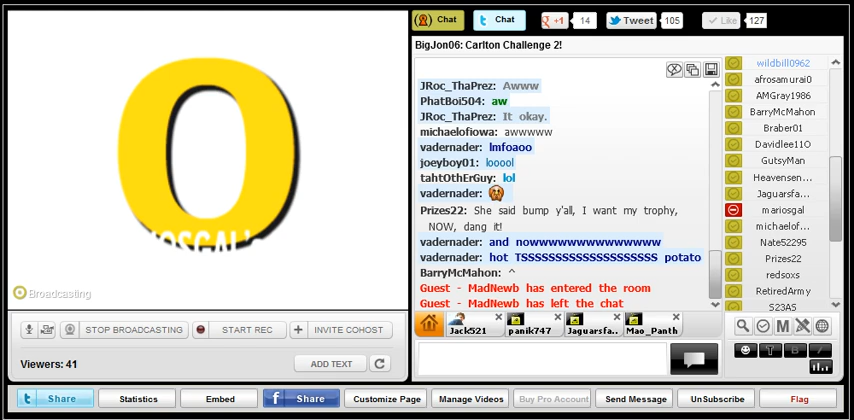 Chat
Chat
+1
14
Tweet
105
Like
127
BigJon06: Carlton Challenge 2!
O
Broadcasting
JRoc_ThaPrez: Awww
PhatBoi504: aw
JRoc_ThaPrez: It okay.
michaelofiowa: awwwww
vadernader: lmfoaoo
joeyboy01: looool
tahtOthErGuy: lol
vadernader:
Prizes22: She said bump y'all, I want my trophy,
NOW, dang it!
vadernader: and nowwwwwwwwwwwwwwww
vadernader: hot TSSSSSSSSSSSSSSSSSSSSS potato
BarryMcMahon: ^
Guest - MadNewb has entered the room
Guest - MadNewb has left the chat
wildbill0962
afrosamurai0
AMGray1986
BarryMcMahon
Braber01
Davidlee11O
GutsyMan
Heavensen...
Jaguarsfa...
mariosgal
michaelof...
Nate52295
Prizes22
redsoxs
RetiredArmy
S23A5
Jack521
panik747
Jaguarsfa..
Mao_Panth
STOP BROADCASTING
START REC
INVITE COHOST
Viewers: 41
ADD TEXT
M
T
B
I
Share
Statistics
Embed
f Share
Customize Page
Manage Videos
Buy Pro Account
Send Message
UnSubscribe
Flag